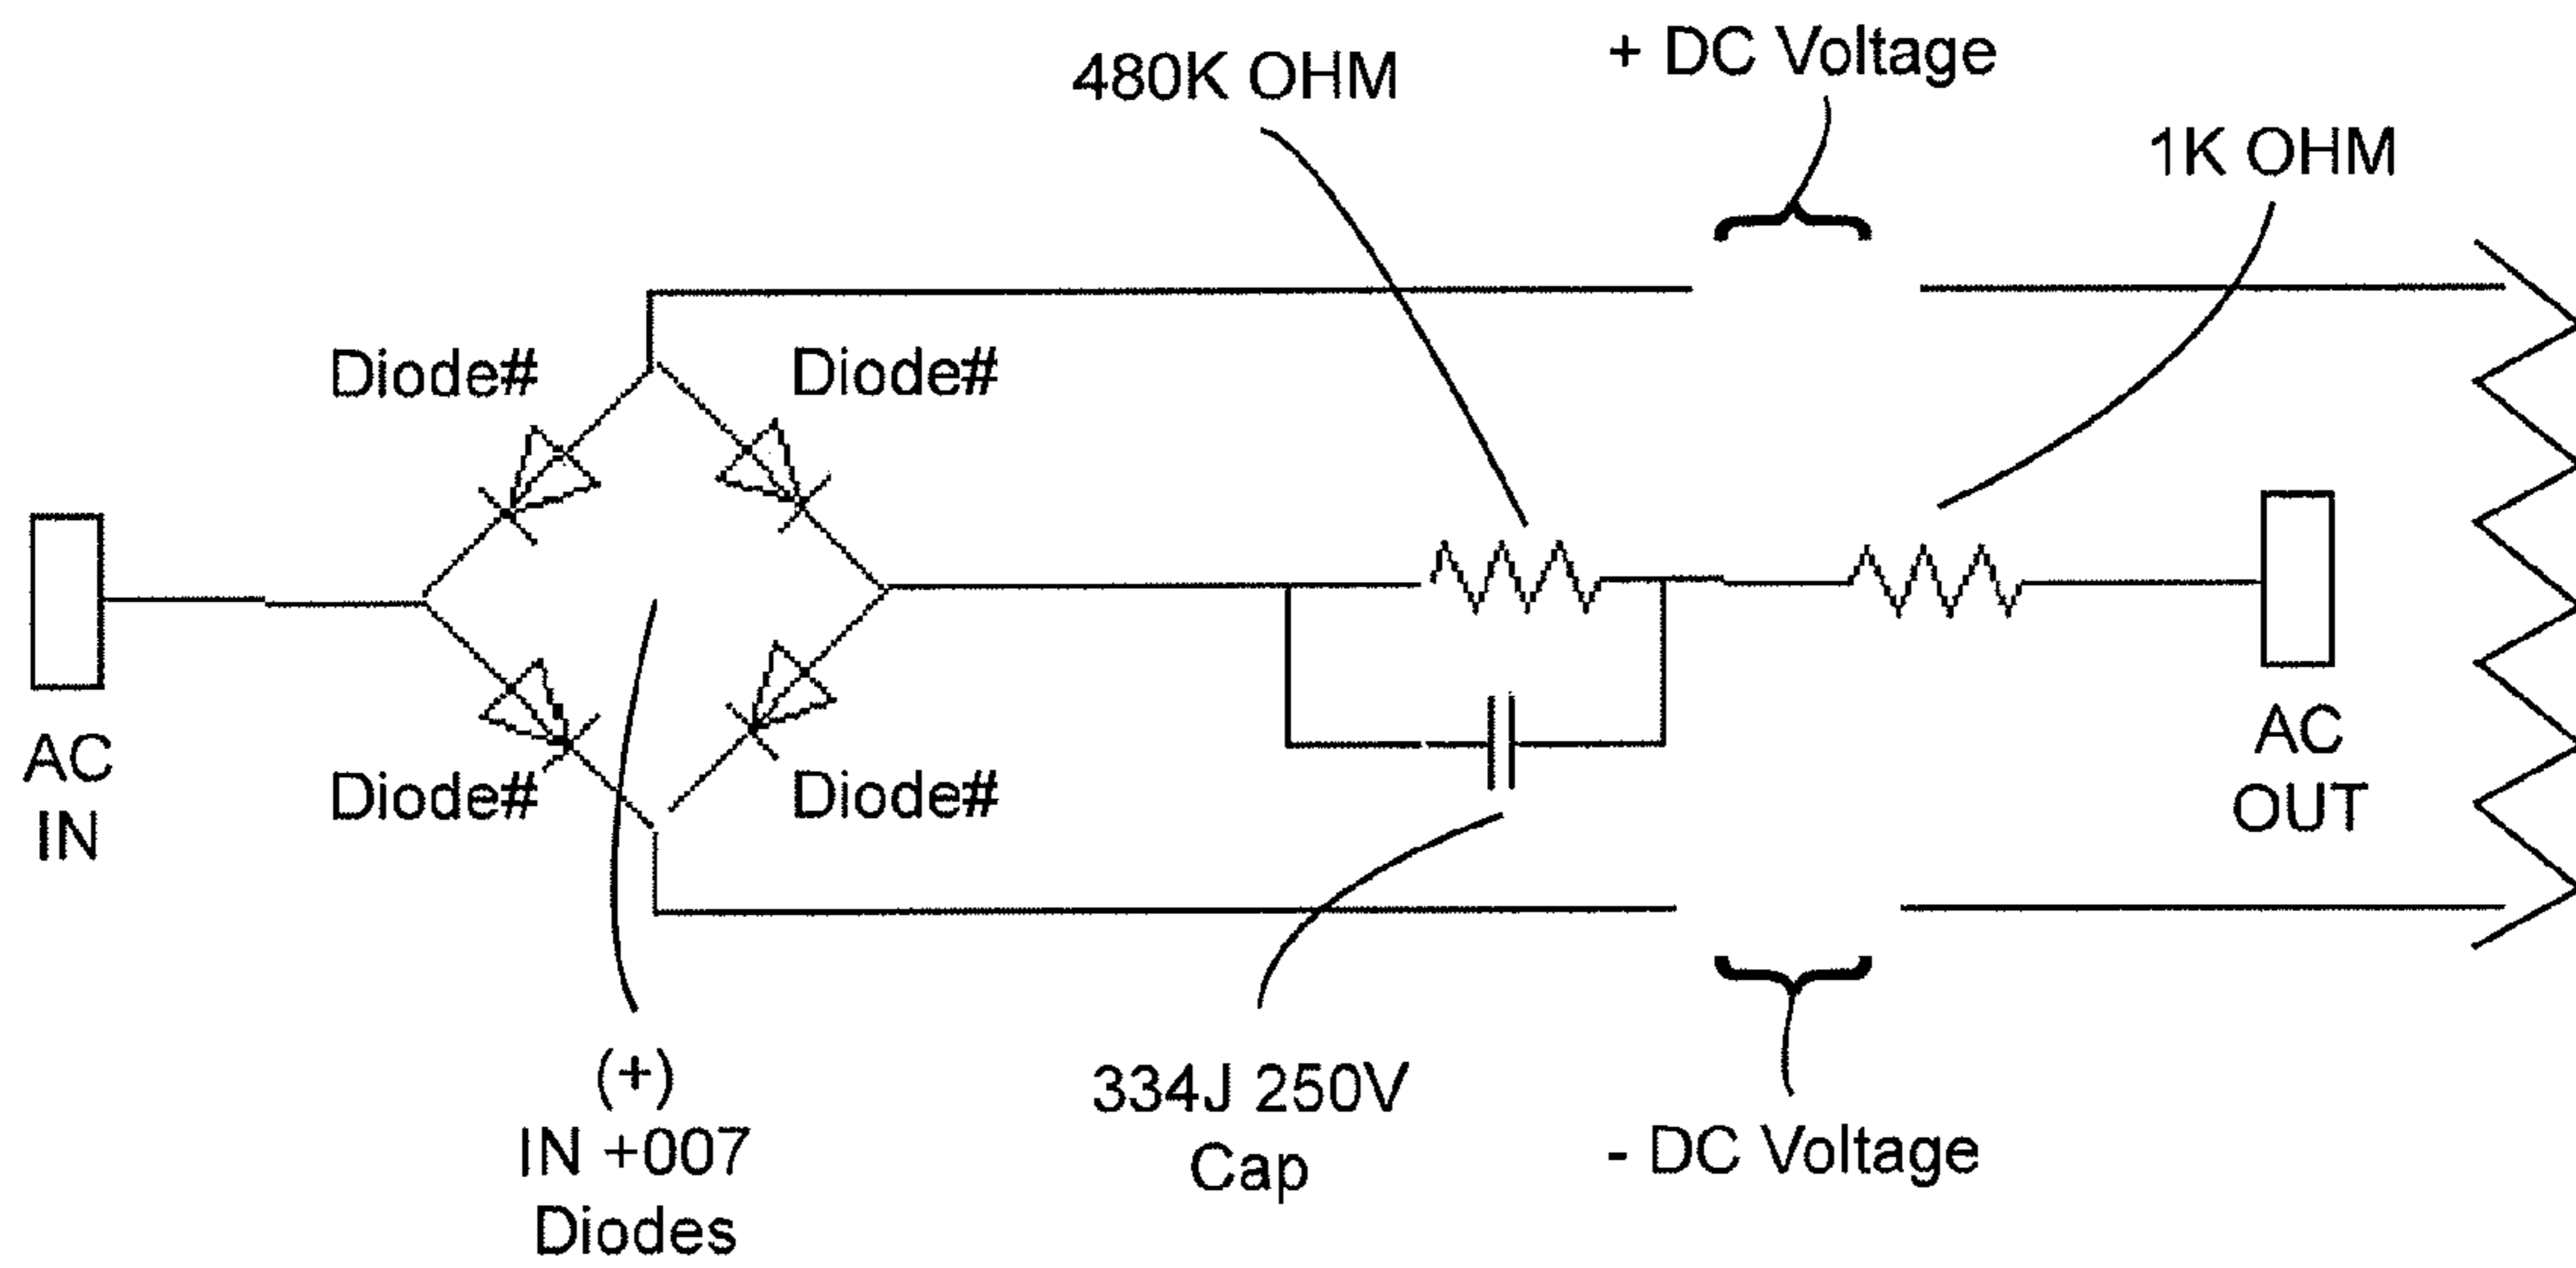 + DC Voltage
480K OHM
1K OHM
Diode#
Diode#
AC
IN
Diode#
Diode#
AC
OUT
(+)
IN +007
Diodes
334J 250V
Cap
- DC Voltage